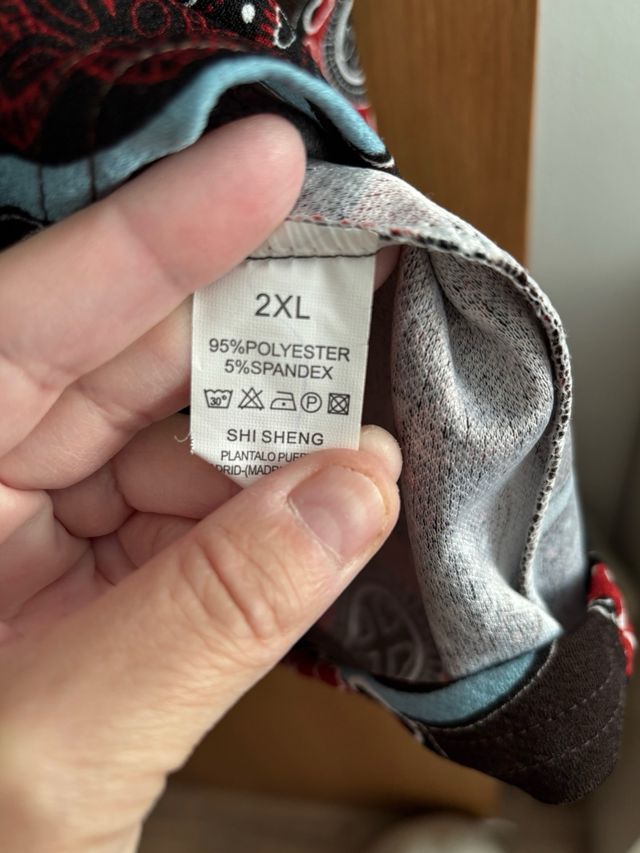 2XL
95%POLYESTER
5%SPANDEX
30° P
SHI SHENG
PLANTALO